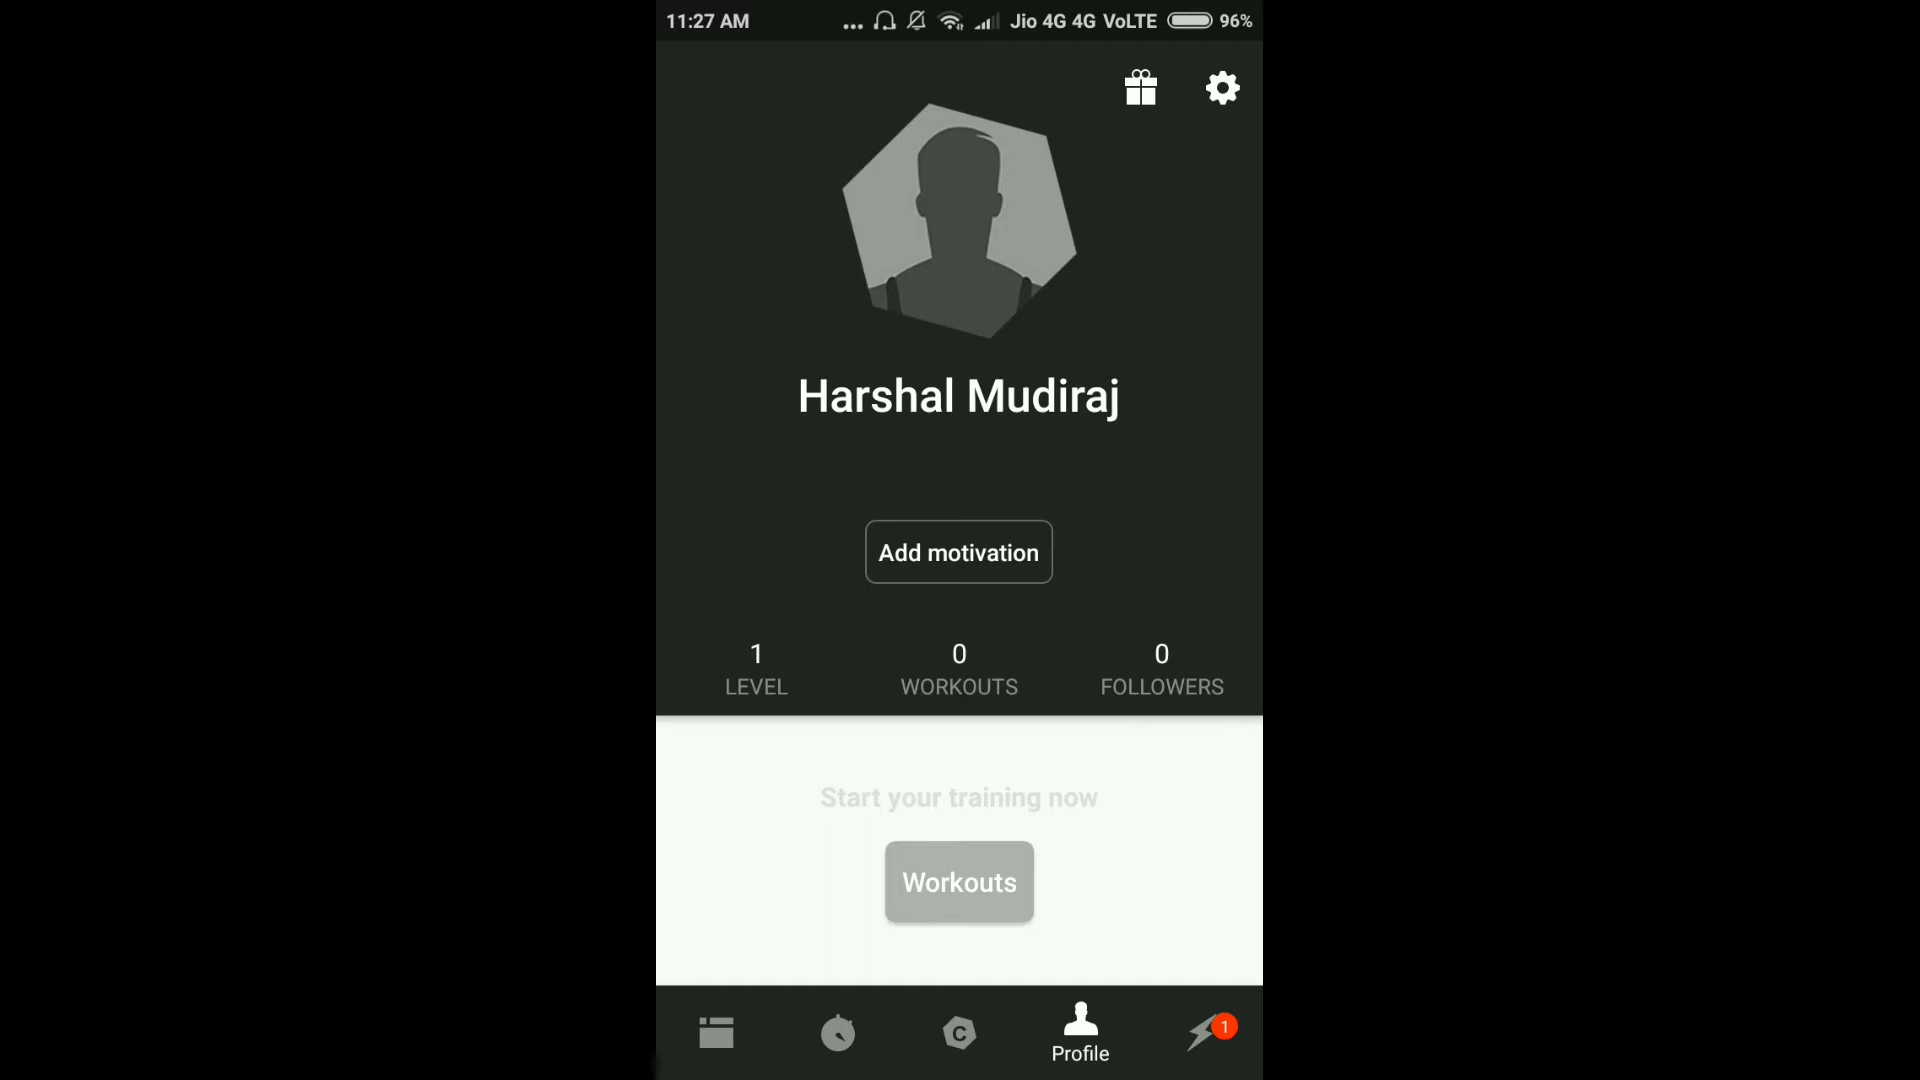 11:27 AM ... Jio 4G 4G VoLTE 96%
Harshal Mudiraj
Add motivation
1 0 0
LEVEL WORKOUTS FOLLOWERS
Start your training now
Workouts
C 1
Profile